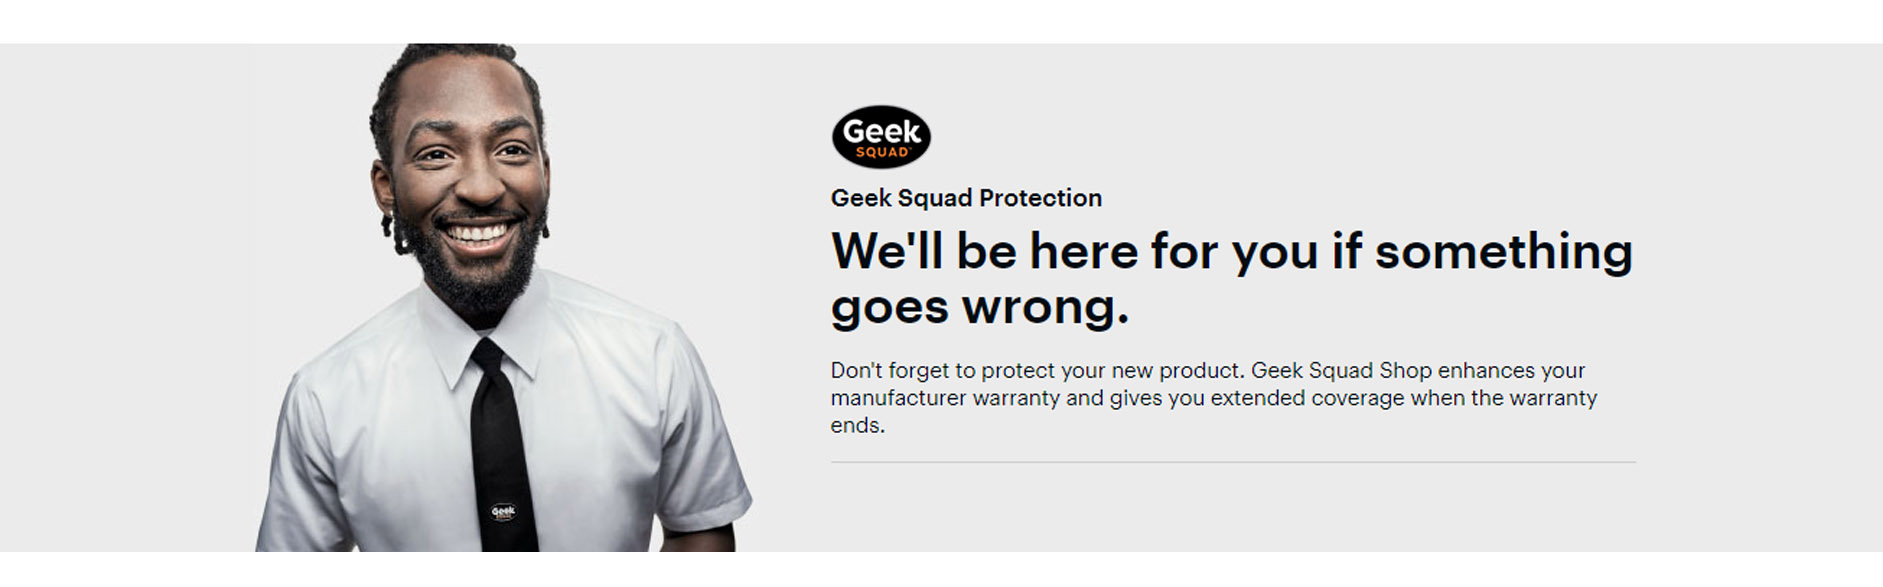 Geek
SQUAD
Geek Squad Protection
We'll be here for you if something
goes wrong.
Don't forget to protect your new product. Geek Squad Shop enhances your
manufacturer warranty and gives you extended coverage when the warranty
ends.
Geek
SQUAD